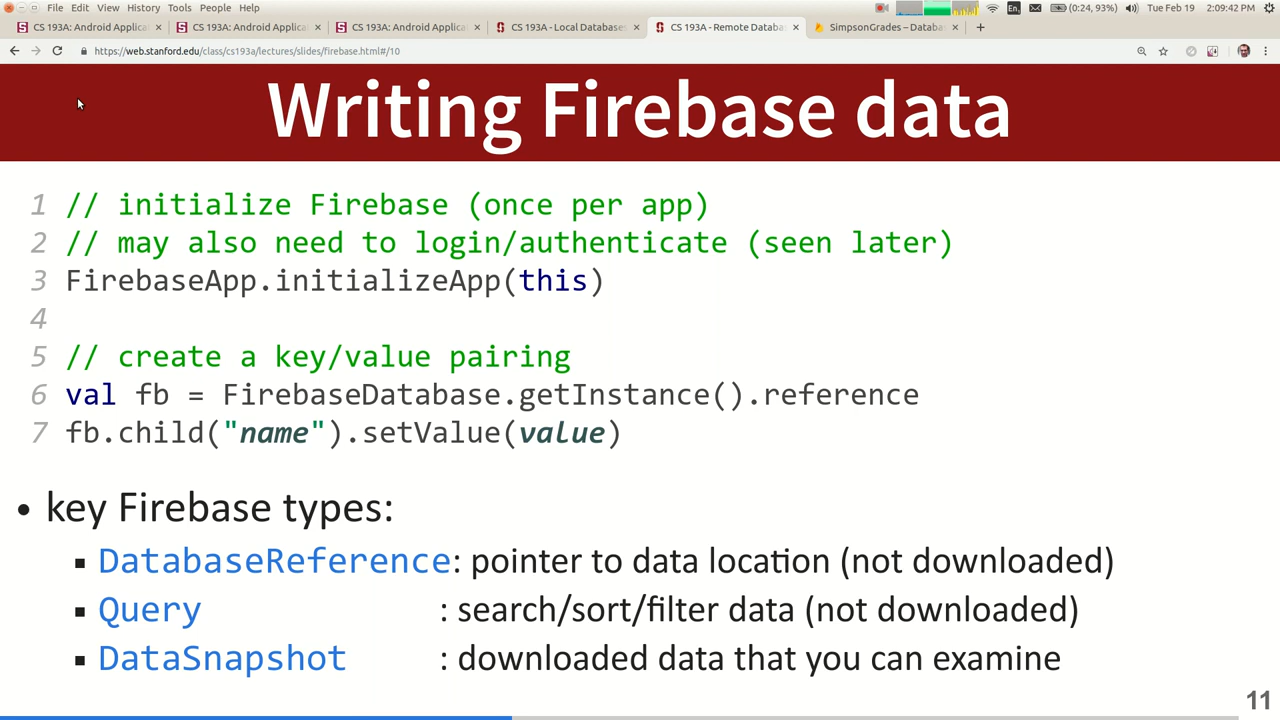 File Edit View History Tools People Help
En
(0:24, 93%)
Tue Feb 19
2:09:42 PM
CS 193A: Android Applica
CS 193A: Android Applica
CS 193A: Android Applica
CS 193A - Local Databases
CS 193A - Remote Databa
SimpsonGrades – Databa
https://web.stanford.edu/class/cs193a/lectures/slides/firebase.html#/10
Writing Firebase data
1 // initialize Firebase (once per app)
2 // may also need to login/authenticate (seen later)
3 FirebaseApp.initializeApp(this)
4
5 // create a key/value pairing
6 val fb = FirebaseDatabase.getInstance().reference
7 fb.child("name").setValue(value)
• key Firebase types:
▪ DatabaseReference: pointer to data location (not downloaded)
▪ Query : search/sort/filter data (not downloaded)
▪ DataSnapshot : downloaded data that you can examine
11